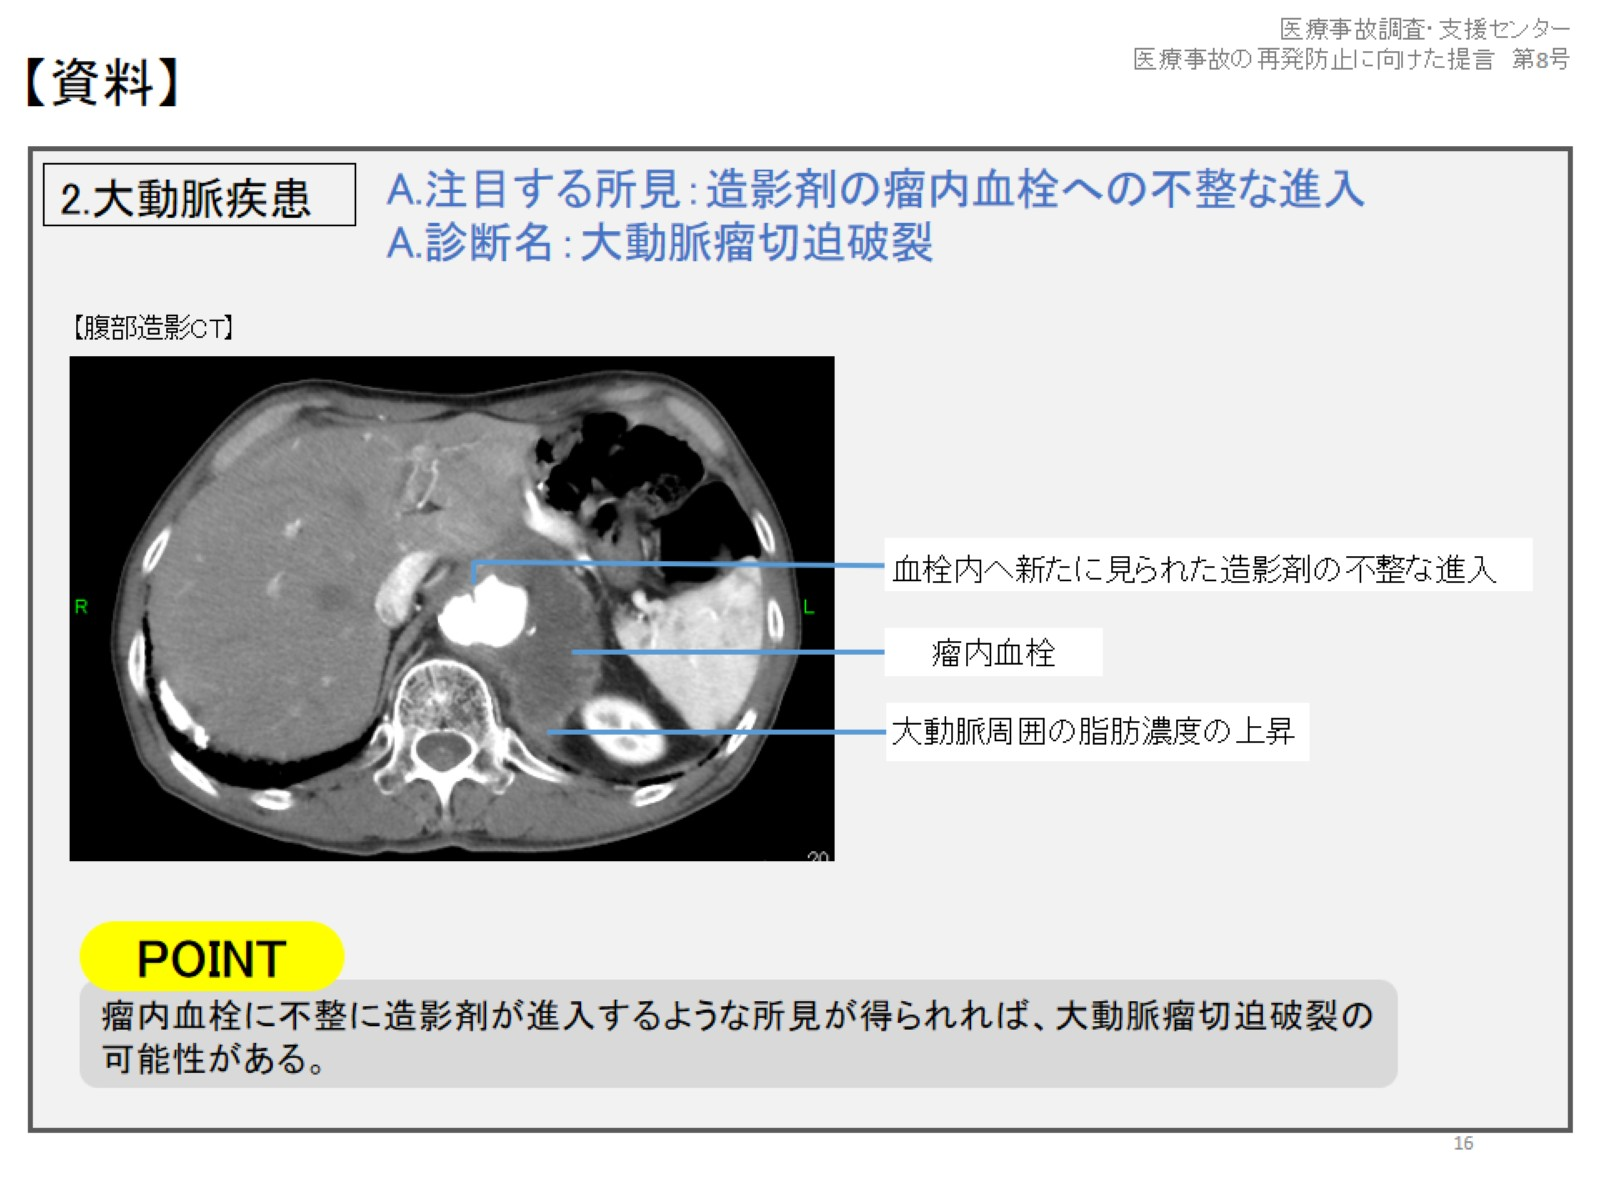 医療事故調査・支援センター
医療事故の再発防止に向けた提言　第8号
【資料】
2.大動脈疾患
A.注目する所見：造影剤の瘤内血栓への不整な進入
A.診断名：大動脈瘤切迫破裂
【腹部造影CT】
血栓内へ新たに見られた造影剤の不整な進入
R
L
瘤内血栓
大動脈周囲の脂肪濃度の上昇
20
POINT
瘤内血栓に不整に造影剤が進入するような所見が得られれば、大動脈瘤切迫破裂の
可能性がある。
16